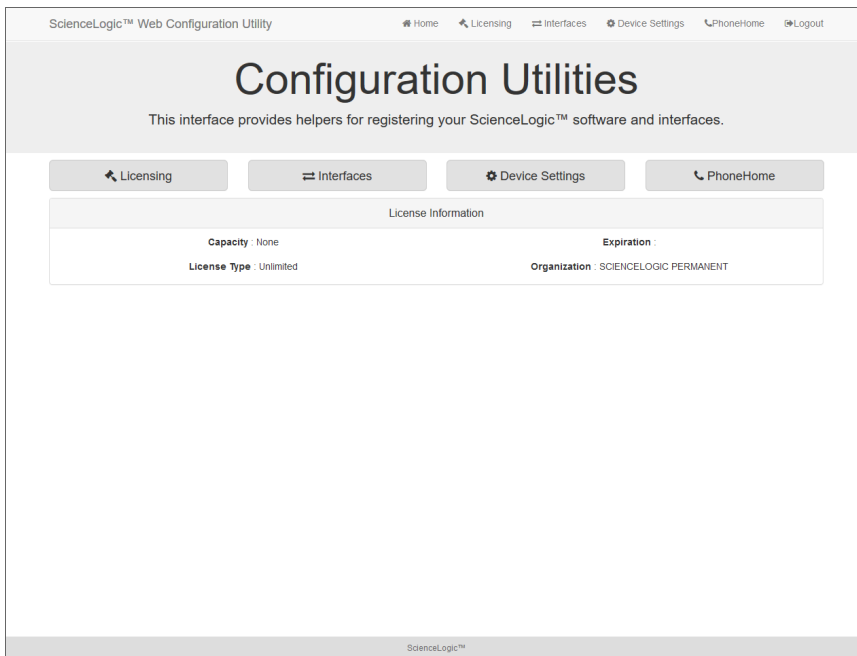 ScienceLogic™ Web Configuration Utility Home Licensing Interfaces Device Settings PhoneHome Logout
Configuration Utilities
This interface provides helpers for registering your ScienceLogic™ software and interfaces.
Licensing Interfaces Device Settings PhoneHome
License Information
Capacity : None Expiration :
License Type : Unlimited Organization : SCIENCELOGIC PERMANENT
ScienceLogic™